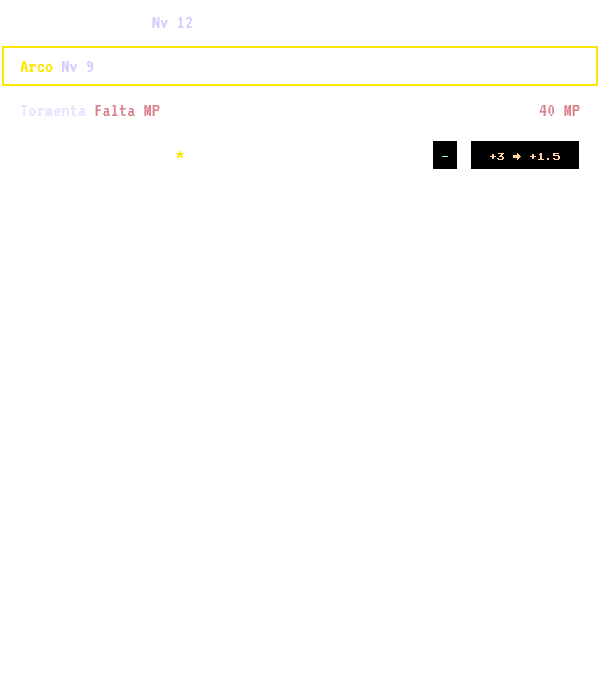 Nv 12
Arco Nv 9
Tormenta Falta MP 40 MP
* – +3 → +1.5